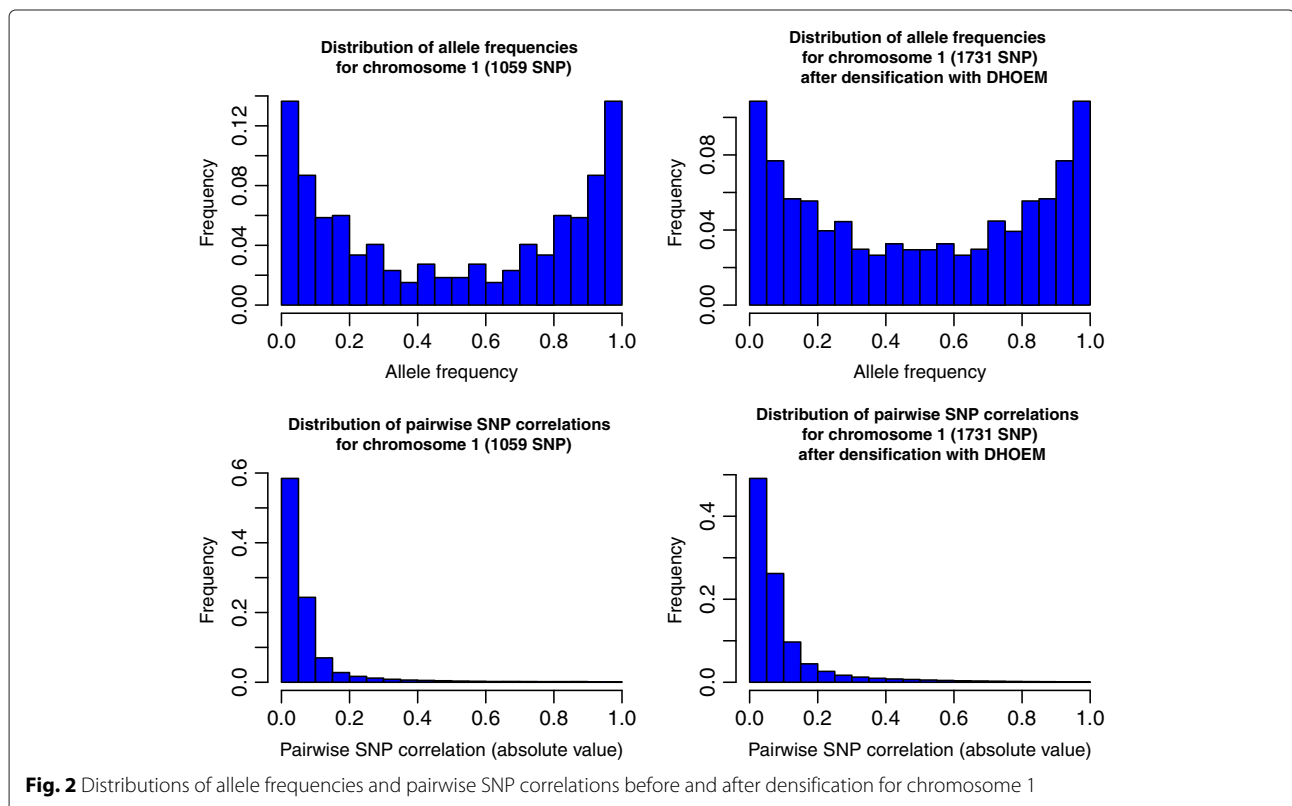 Distribution of allele frequencies
for chromosome 1 (1059 SNP)
Frequency
0.00 0.04 0.08 0.12
0.0 0.2 0.4 0.6 0.8 1.0
Allele frequency
Distribution of allele frequencies
for chromosome 1 (1731 SNP)
after densification with DHOEM
Frequency
0.00 0.04 0.08
0.0 0.2 0.4 0.6 0.8 1.0
Allele frequency
Distribution of pairwise SNP correlations
for chromosome 1 (1059 SNP)
Frequency
0.0 0.2 0.4 0.6
0.0 0.2 0.4 0.6 0.8 1.0
Pairwise SNP correlation (absolute value)
Distribution of pairwise SNP correlations
for chromosome 1 (1731 SNP)
after densification with DHOEM
Frequency
0.0 0.2 0.4
0.0 0.2 0.4 0.6 0.8 1.0
Pairwise SNP correlation (absolute value)
Fig. 2 Distributions of allele frequencies and pairwise SNP correlations before and after densification for chromosome 1